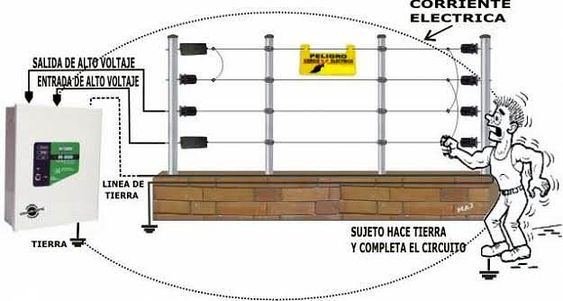 CORRIENTE
ELECTRICA
PELIGRO
SALIDA DE ALTO VOLTAJE
ENTRADA DE ALTO VOLTAJE
LINEA DE
TIERRA
TIERRA
SUJETO HACE TIERRA
Y COMPLETA EL CIRCUITO